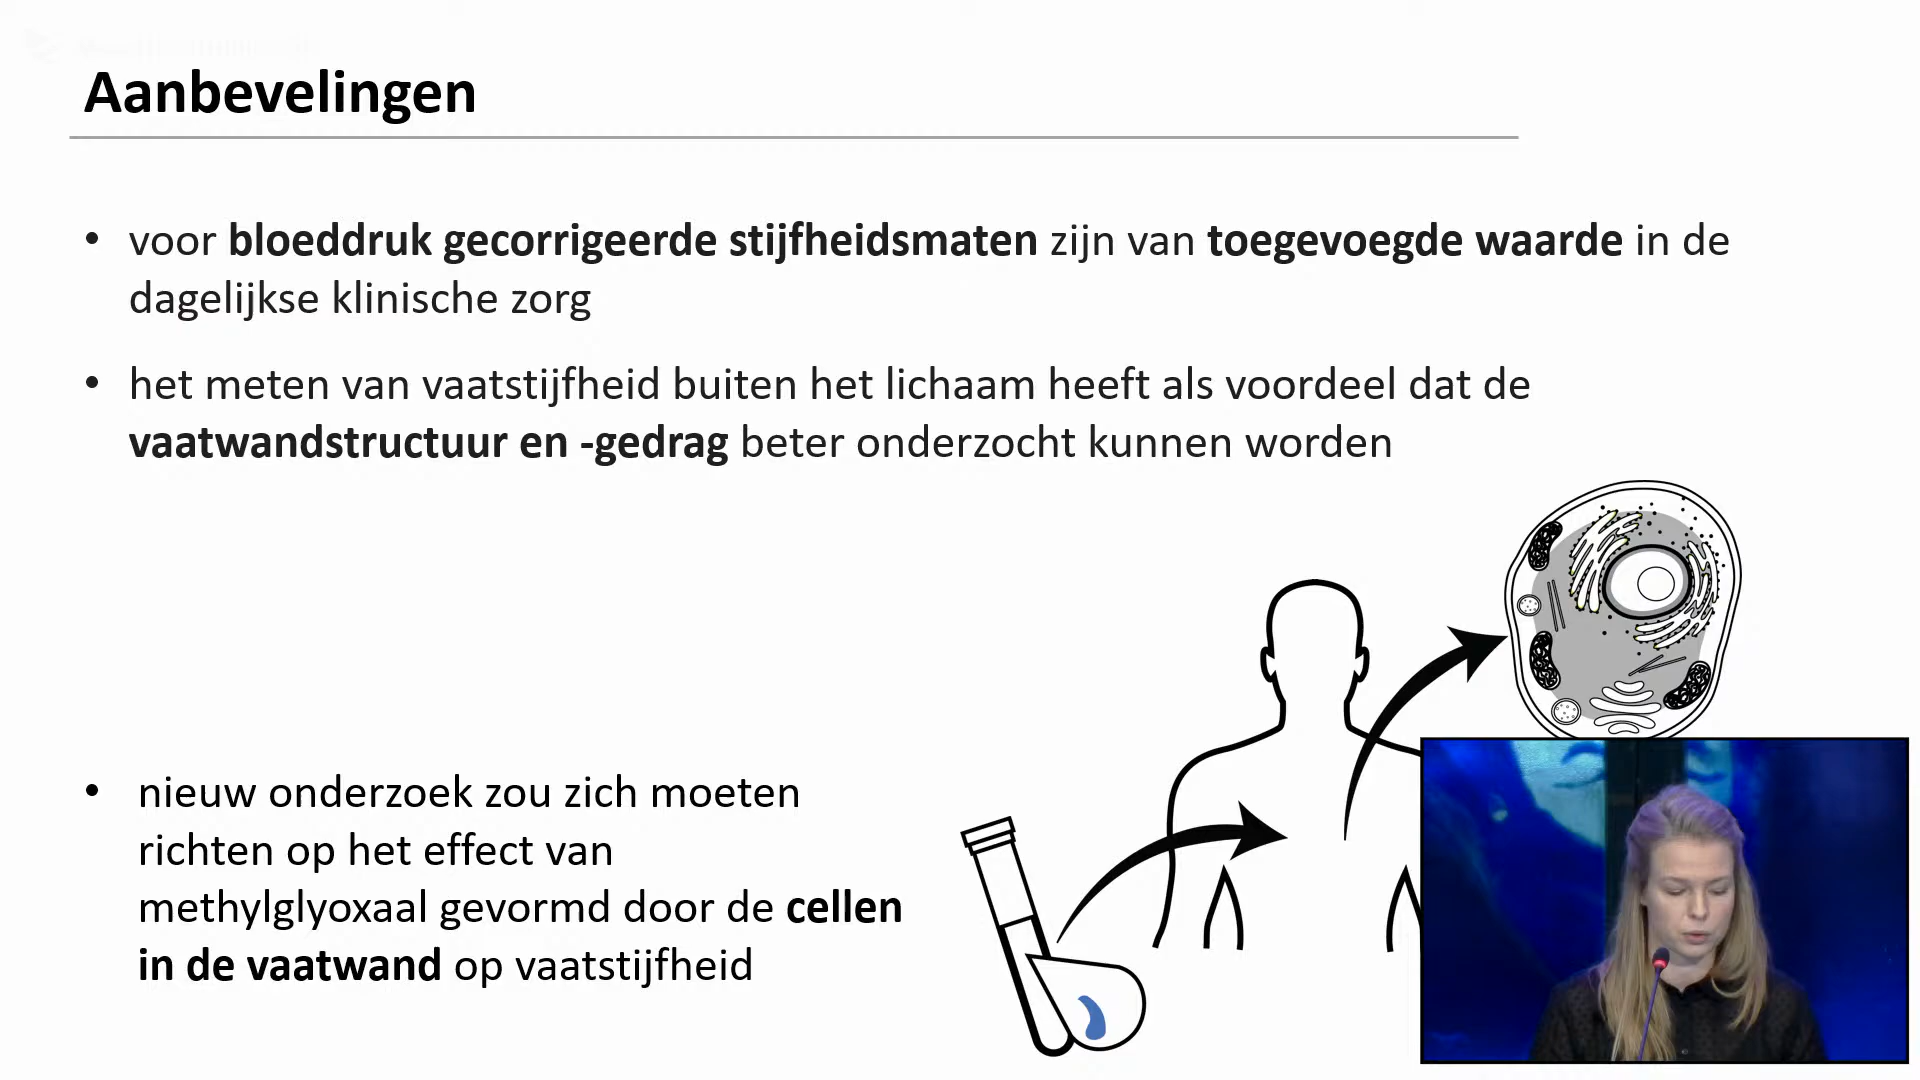 Aanbevelingen
• voor bloeddruk gecorrigeerde stijfheidsmaten zijn van toegevoegde waarde in de
dagelijkse klinische zorg
• het meten van vaatstijfheid buiten het lichaam heeft als voordeel dat de
vaatwandstructuur en -gedrag beter onderzocht kunnen worden
• nieuw onderzoek zou zich moeten
richten op het effect van
methylglyoxaal gevormd door de cellen
in de vaatwand op vaatstijfheid